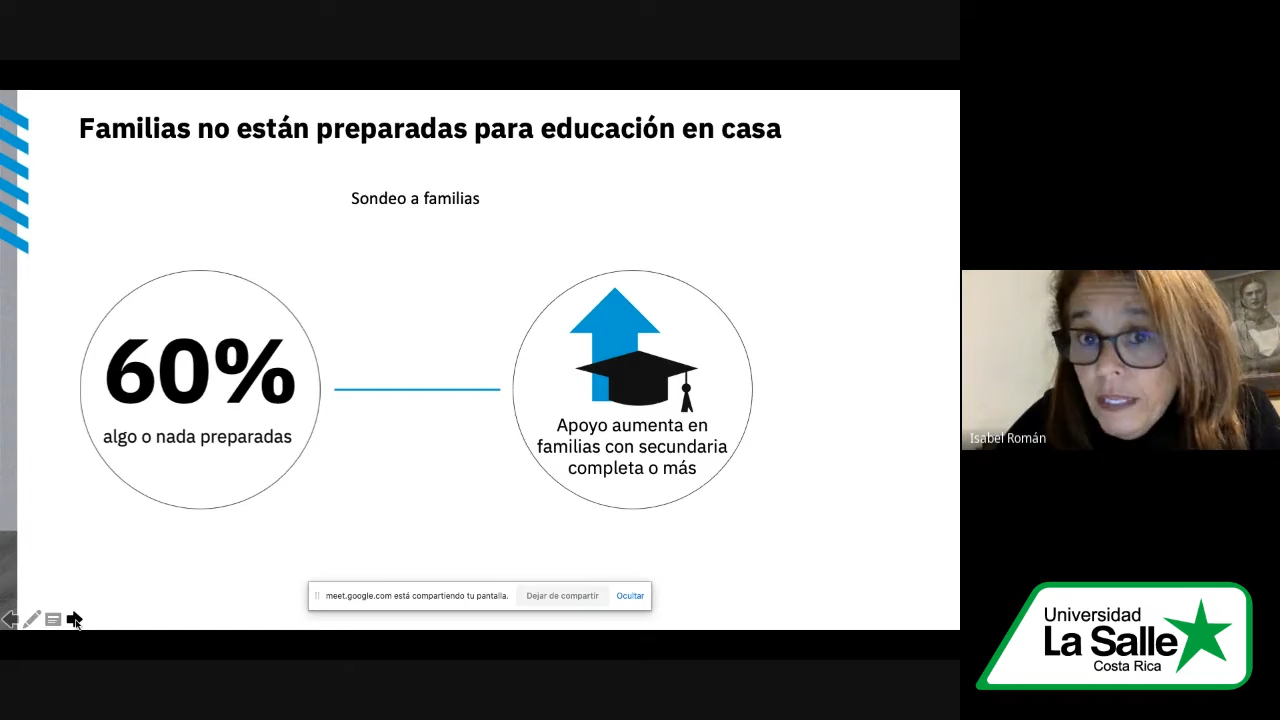 Familias no están preparadas para educación en casa
Sondeo a familias
60%
algo o nada preparadas
Apoyo aumenta en
familias con secundaria
completa o más
meet.google.com está compartiendo tu pantalla.
Dejar de compartir
Ocultar
Isabel Román
Universidad
La Salle
Costa Rica